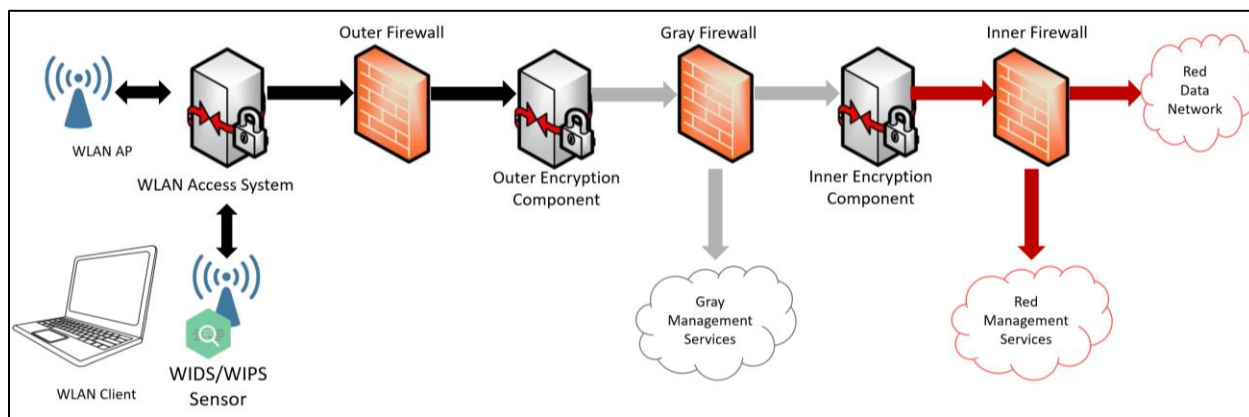 Outer Firewall
Gray Firewall
Inner Firewall
Red
Data
Network
WLAN AP
WLAN Access System
Outer Encryption
Component
Inner Encryption
Component
Gray
Management
Services
Red
Management
Services
WLAN Client
WIDS/WIPS
Sensor